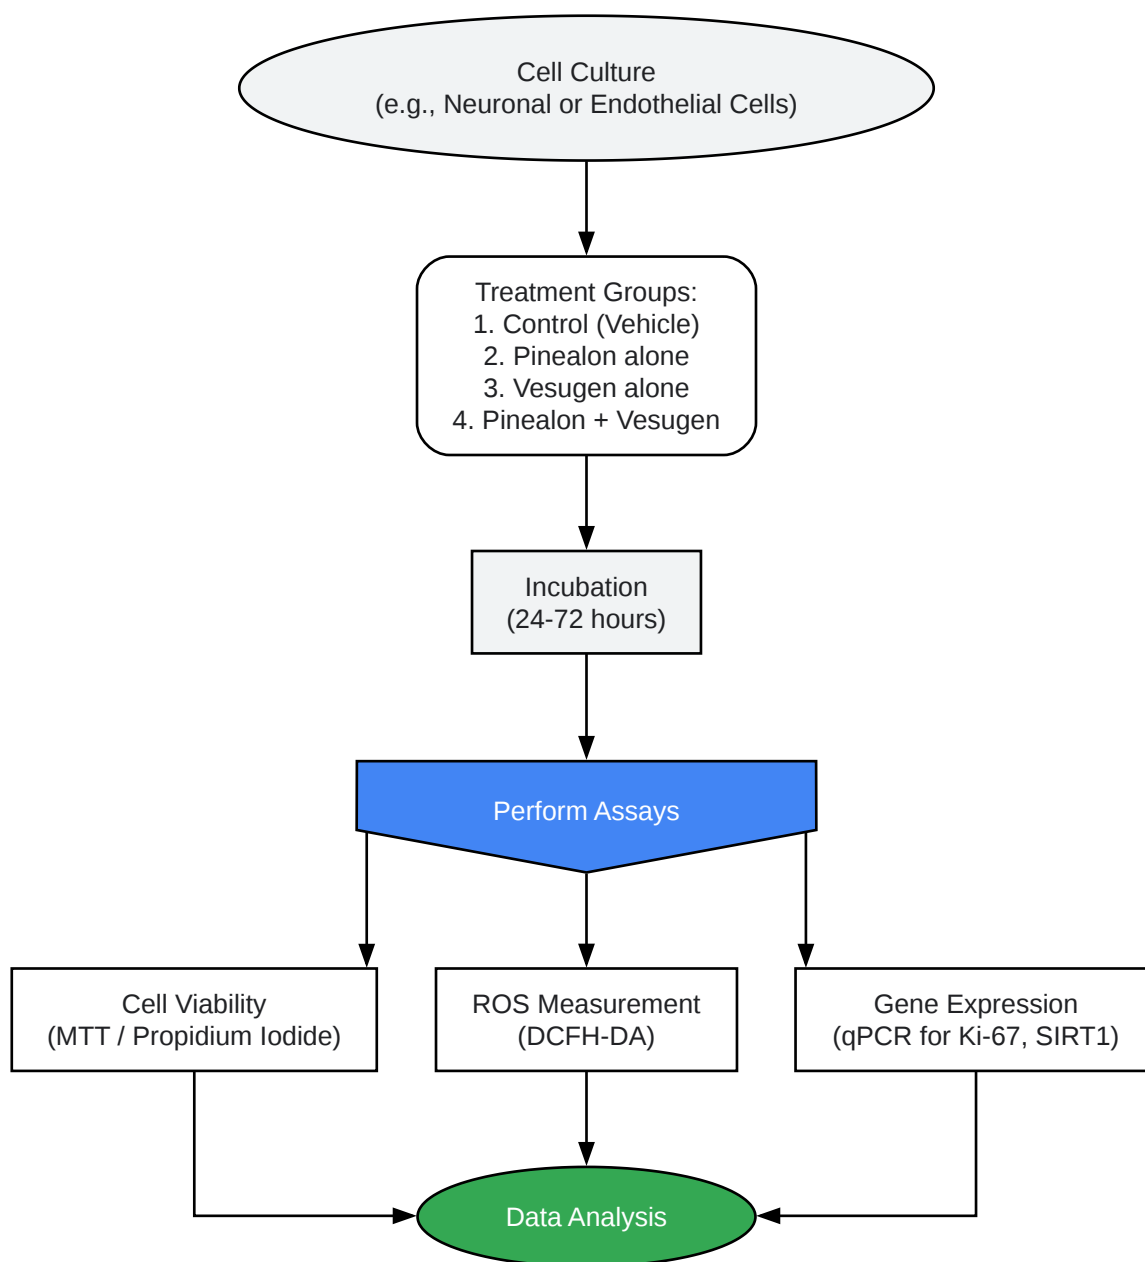 Cell Culture
(e.g., Neuronal or Endothelial Cells)
Treatment Groups:
1. Control (Vehicle)
2. Pinealon alone
3. Vesugen alone
4. Pinealon + Vesugen
Incubation
(24-72 hours)
Perform Assays
Cell Viability
(MTT / Propidium Iodide)
ROS Measurement
(DCFH-DA)
Gene Expression
(qPCR for Ki-67, SIRT1)
Data Analysis